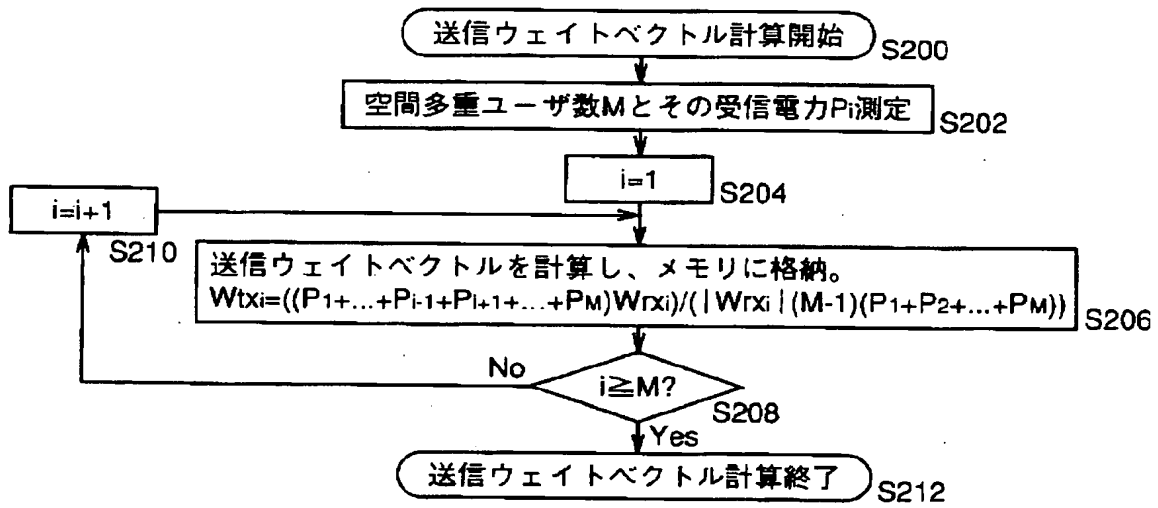 送信ウェイトベクトル計算開始
S200
空間多重ユーザ数Mとその受信電力Pi測定
S202
i=1
S204
i=i+1
S210
送信ウェイトベクトルを計算し、メモリに格納。
Wtxi=((P1+...+Pi-1+Pi+1+...+PM)Wrxi)/(|Wrxi|(M-1)(P1+P2+...+PM))
S206
No
i≧M?
S208
Yes
送信ウェイトベクトル計算終了
S212